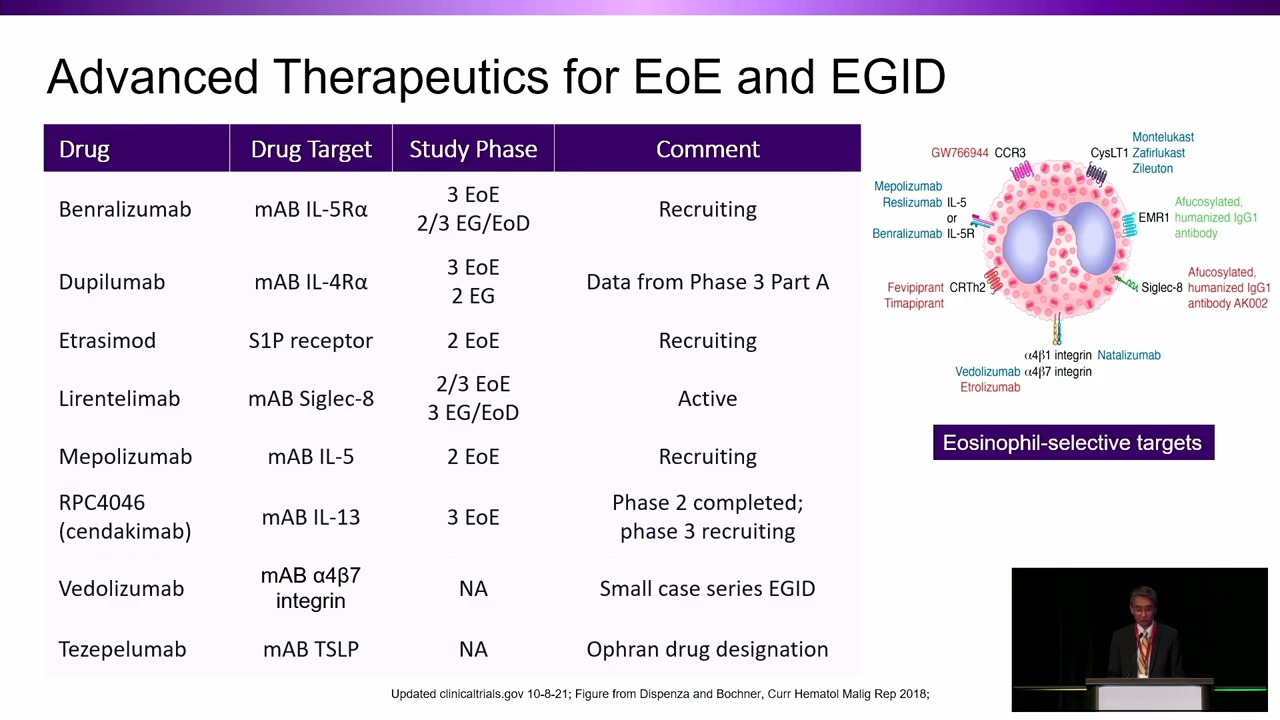 Advanced Therapeutics for EoE and EGID
Drug Drug Target Study Phase Comment
Benralizumab mAB IL-5Rα 3 EoE Recruiting
2/3 EG/EoD
Dupilumab mAB IL-4Rα 3 EoE Data from Phase 3 Part A
2 EG
Etrasimod S1P receptor 2 EoE Recruiting
Lirentelimab mAB Siglec-8 2/3 EoE Active
3 EG/EoD
Mepolizumab mAB IL-5 2 EoE Recruiting
RPC4046 mAB IL-13 3 EoE Phase 2 completed;
(cendakimab) phase 3 recruiting
Vedolizumab mAB α4β7 NA Small case series EGID
integrin
Tezepelumab mAB TSLP NA Ophran drug designation
GW766944 CCR3
CysLT1 Montelukast
Zafirlukast
Zileuton
Mepolizumab
Reslizumab IL-5
or
Benralizumab IL-5R
EMR1 Afucosylated,
humanized IgG1
antibody
Fevipiprant CRTh2
Timapiprant
Siglec-8 Afucosylated,
humanized IgG1
antibody AK002
α4β1 integrin Natalizumab
Vedolizumab α4β7 integrin
Etrolizumab
Eosinophil-selective targets
Updated clinicaltrials.gov 10-8-21; Figure from Dispenza and Bochner, Curr Hematol Malig Rep 2018;